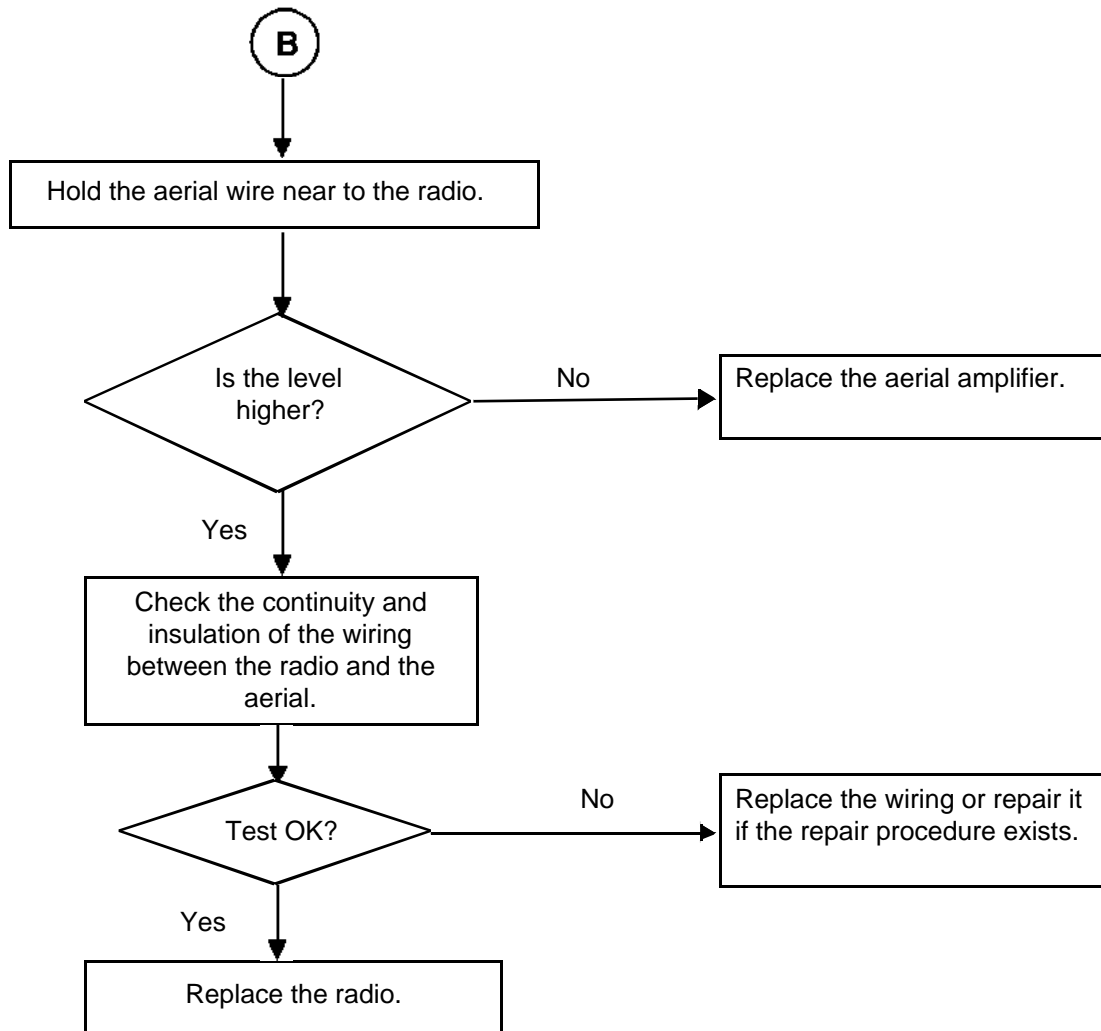 B
Hold the aerial wire near to the radio.
Is the level
higher?
No
Replace the aerial amplifier.
Yes
Check the continuity and
insulation of the wiring
between the radio and the
aerial.
Test OK?
No
Replace the wiring or repair it
if the repair procedure exists.
Yes
Replace the radio.